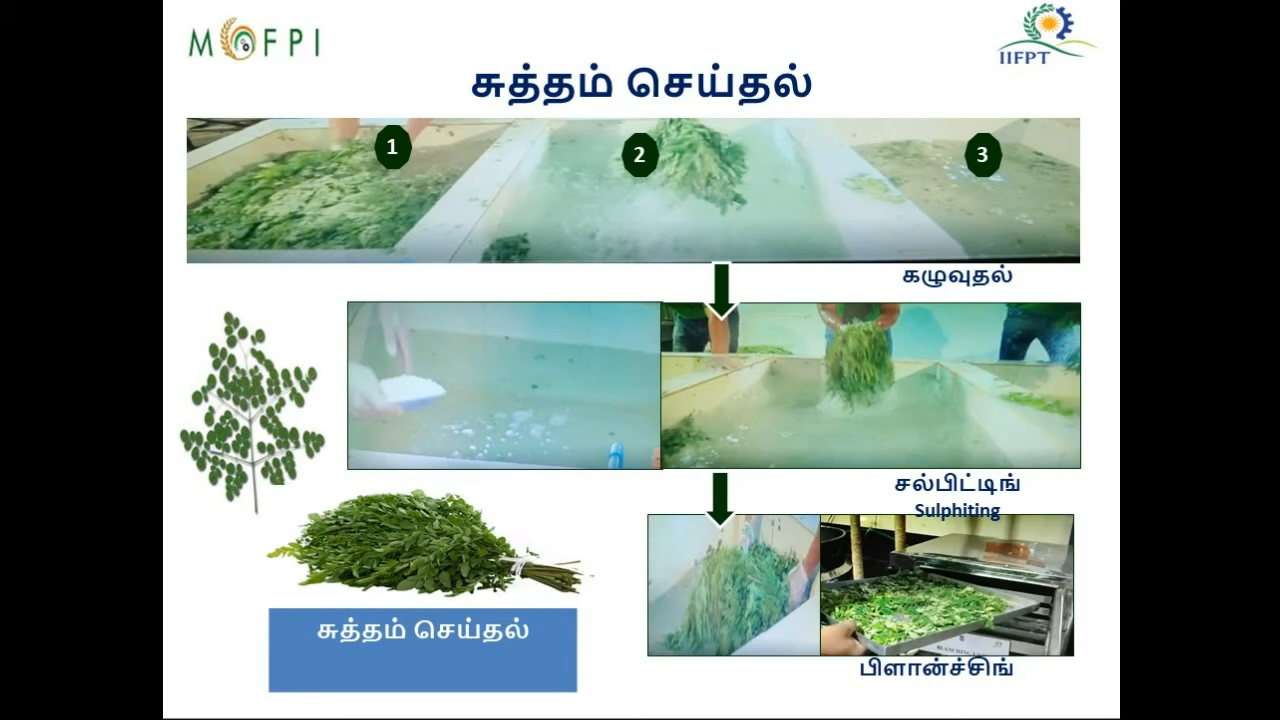 MOFPI
IIFPT
சுத்தம் செய்தல்
1
2
3
கழுவுதல்
சல்பிட்டிங்
Sulphiting
பிளான்ச்சிங்
சுத்தம் செய்தல்